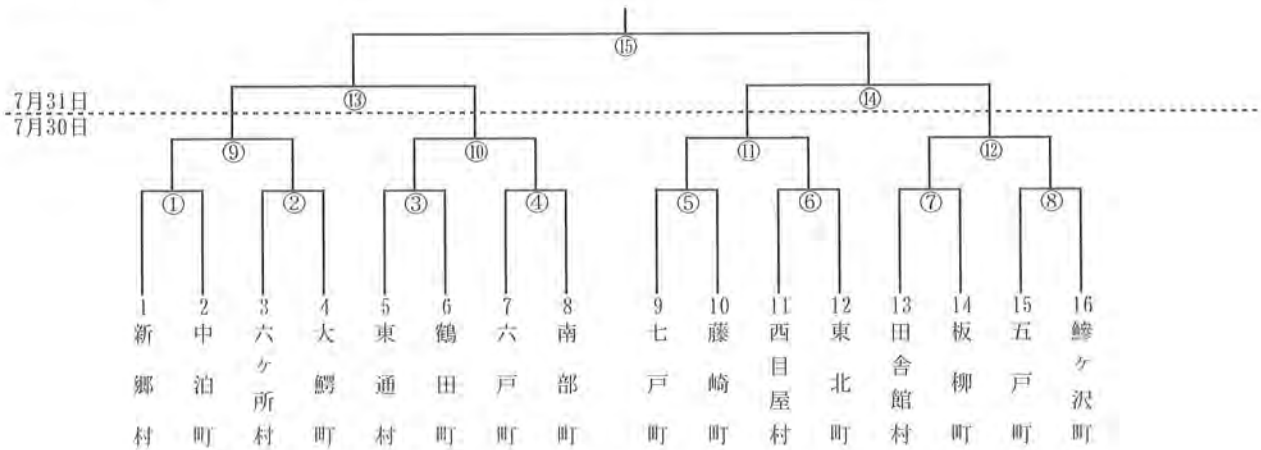 ⑮
7月31日
⑬ ⑭
7月30日
⑨ ⑩ ⑪ ⑫
① ② ③ ④ ⑤ ⑥ ⑦ ⑧
1 新郷村
2 中泊町
3 六ヶ所村
4 大鰐町
5 東通村
6 鶴田町
7 六戸町
8 南部町
9 七戸町
10 藤崎町
11 西目屋村
12 東北町
13 田舎館村
14 板柳町
15 五戸町
16 鰺ヶ沢町